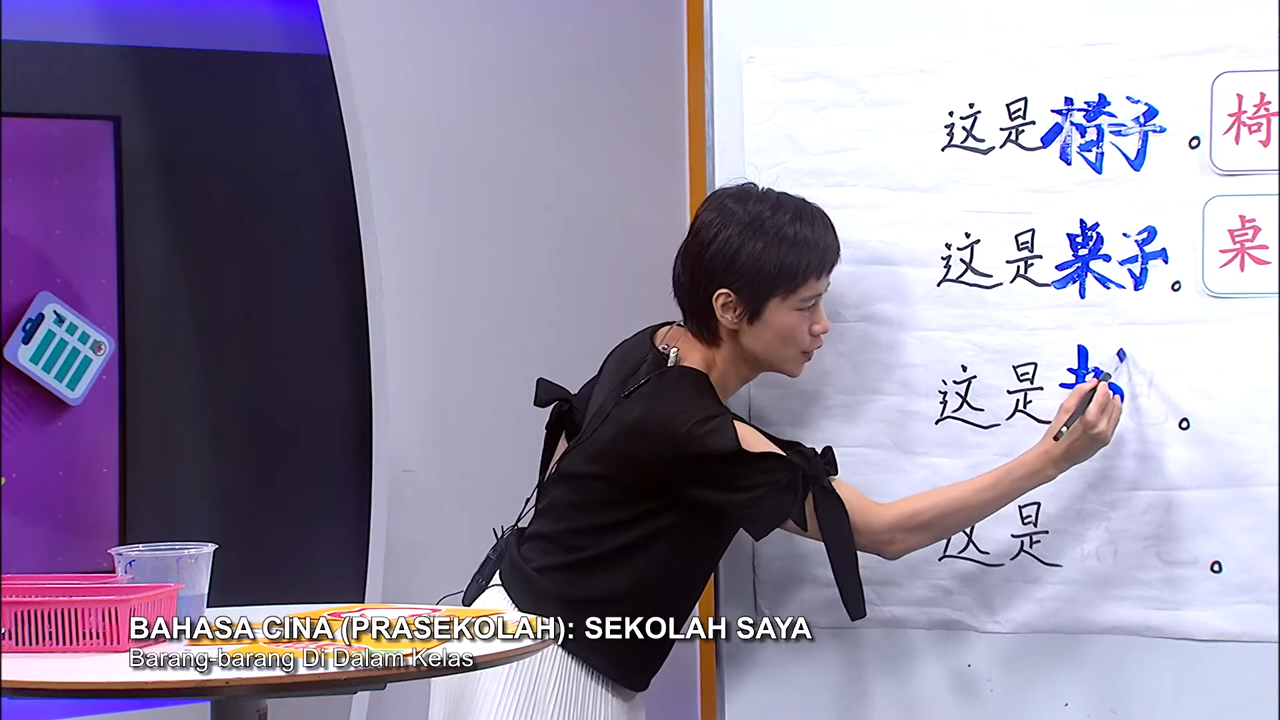 这是椅子。
椅
这是桌子。
桌
这是
。
这是
。
BAHASA CINA (PRASEKOLAH): SEKOLAH SAYA
Barang-barang Di Dalam Kelas